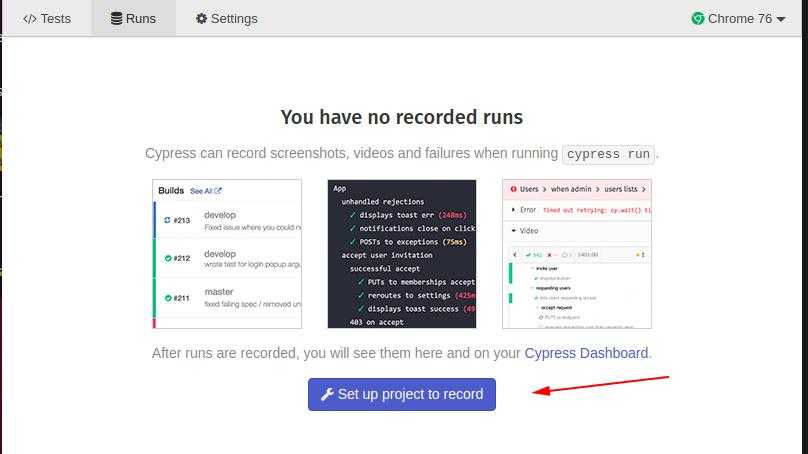 </> Tests
Runs
Settings
Chrome 76
You have no recorded runs
Cypress can record screenshots, videos and failures when running cypress run.
Builds See All
#213 develop
Fixed issue where you could n
#212 develop
wrote test for login popup argu
#211 master
fixed failing spec / removed un
App
unhandled rejections
✓ displays toast err (248ms)
✓ notifications close on click
✓ POSTs to exceptions (75ms)
accept user invitation
successful accept
✓ PUTs to memberships accept
✓ reroutes to settings (425m
✓ displays toast success (49
403 on accept
Users > when admin > users lists >
Error Timed out retrying: cy.wait() ti
Video
invite user
requesting users
accept request
PUTS to endpoint
After runs are recorded, you will see them here and on your Cypress Dashboard.
Set up project to record